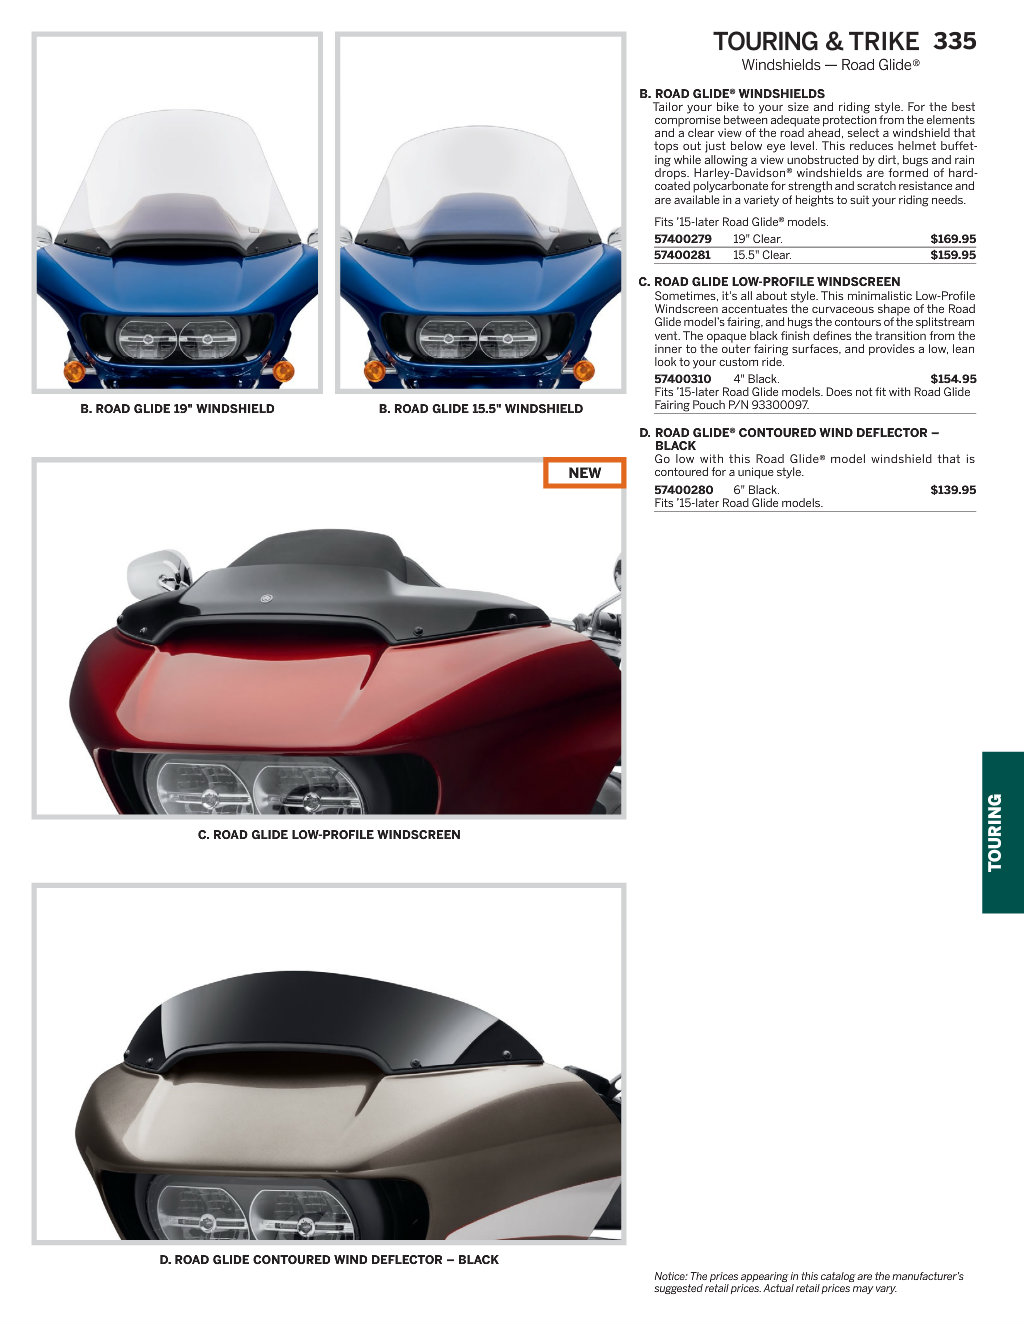 TOURING & TRIKE 335
Windshields — Road Glide®
B. ROAD GLIDE® WINDSHIELDS
Tailor your bike to your size and riding style. For the best
compromise between adequate protection from the elements
and a clear view of the road ahead, select a windshield that
tops out just below eye level. This reduces helmet buffet-
ing while allowing a view unobstructed by dirt, bugs and rain
drops. Harley-Davidson® windshields are formed of hard-
coated polycarbonate for strength and scratch resistance and
are available in a variety of heights to suit your riding needs.
Fits ’15-later Road Glide® models.
57400279 19" Clear. $169.95
57400281 15.5" Clear. $159.95
C. ROAD GLIDE LOW-PROFILE WINDSCREEN
Sometimes, it’s all about style. This minimalistic Low-Profile
Windscreen accentuates the curvaceous shape of the Road
Glide model’s fairing, and hugs the contours of the splitstream
vent. The opaque black finish defines the transition from the
inner to the outer fairing surfaces, and provides a low, lean
look to your custom ride.
57400310 4" Black. $154.95
Fits ’15-later Road Glide models. Does not fit with Road Glide
Fairing Pouch P/N 93300097.
D. ROAD GLIDE® CONTOURED WIND DEFLECTOR –
BLACK
Go low with this Road Glide® model windshield that is
contoured for a unique style.
57400280 6" Black. $139.95
Fits ’15-later Road Glide models.
B. ROAD GLIDE 19" WINDSHIELD
B. ROAD GLIDE 15.5" WINDSHIELD
NEW
C. ROAD GLIDE LOW-PROFILE WINDSCREEN
TOURING
D. ROAD GLIDE CONTOURED WIND DEFLECTOR – BLACK
Notice: The prices appearing in this catalog are the manufacturer’s
suggested retail prices. Actual retail prices may vary.